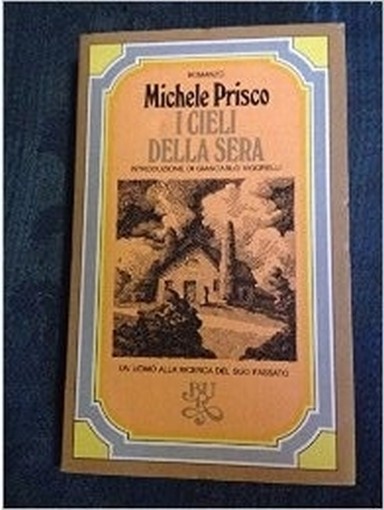 ROMANZO
Michele Prisco
I CIELI
DELLA SERA
INTRODUZIONE DI GIANCARLO VIGORELLI
UN UOMO ALLA RICERCA DEL SUO PASSATO
BUR